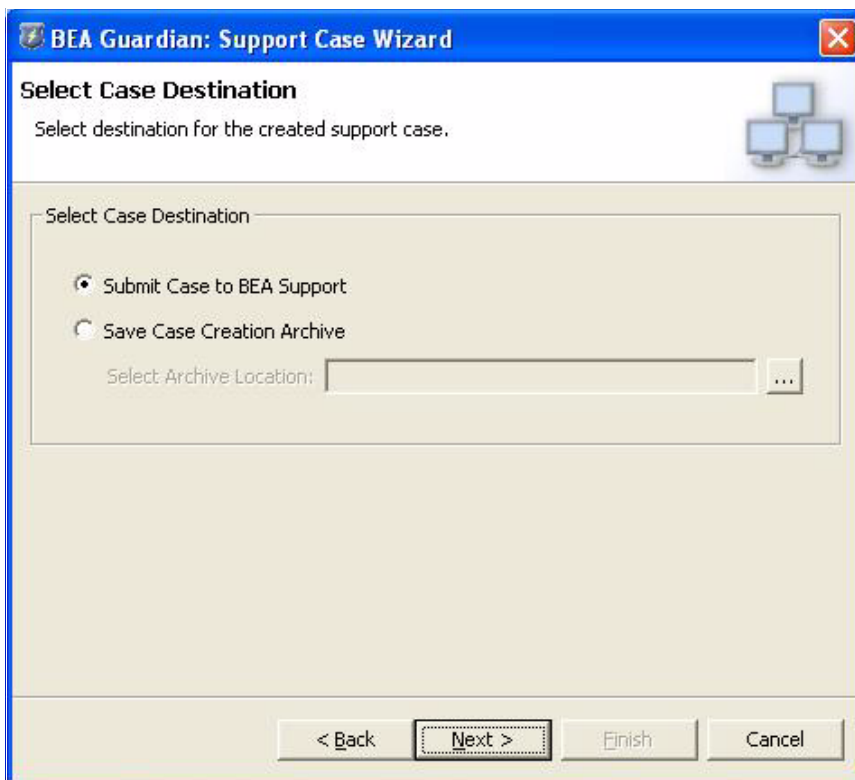 BEA Guardian: Support Case Wizard
Select Case Destination
Select destination for the created support case.
Select Case Destination
Submit Case to BEA Support
Save Case Creation Archive
Select Archive Location: ...
< Back Next > Finish Cancel